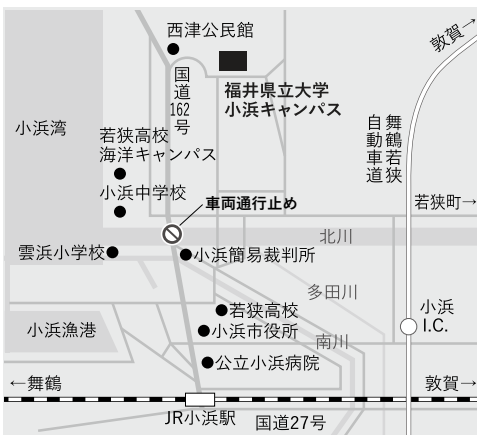 西津公民館
敦賀→
国道162号
福井県立大学
小浜キャンパス
小浜湾
若狭高校
海洋キャンパス
舞鶴若狭
自動車道
小浜中学校
車両通行止め
若狭町→
北川
雲浜小学校
小浜簡易裁判所
多田川
若狭高校
小浜
I.C.
小浜漁港
小浜市役所
南川
公立小浜病院
←舞鶴
敦賀→
JR小浜駅
国道27号